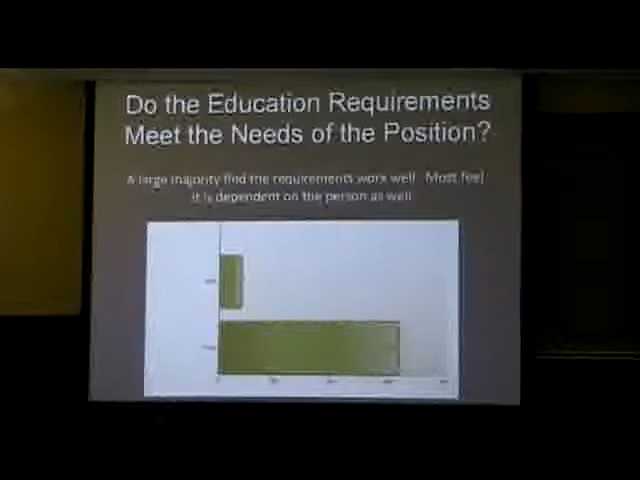 Do the Education Requirements
Meet the Needs of the Position?
A large majority find the requirements work well. Most feel
it is dependent on the person as well